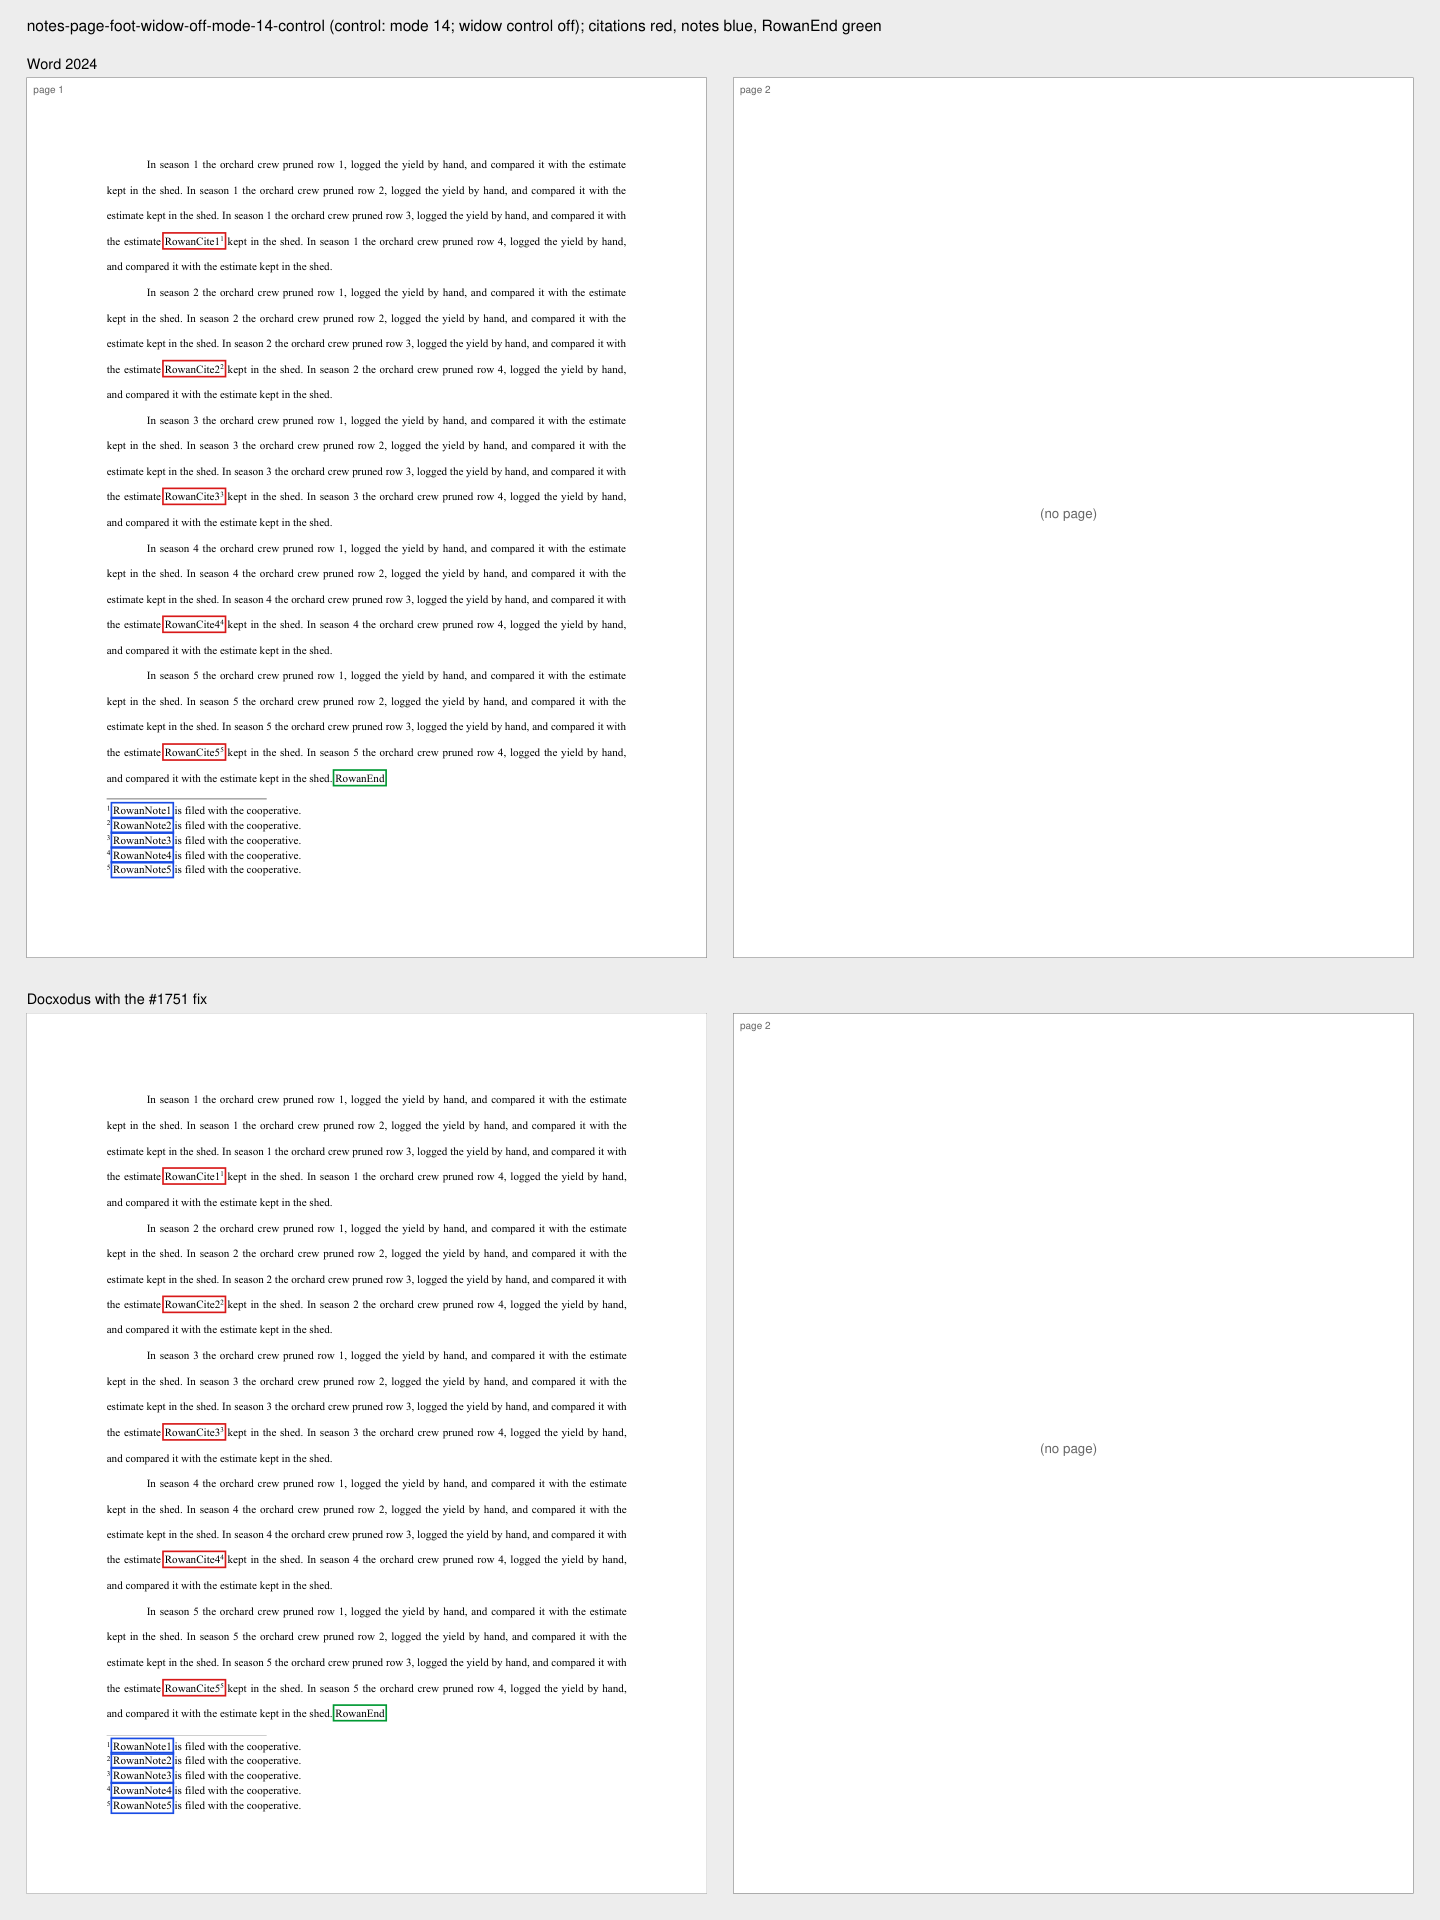 notes-page-foot-widow-off-mode-14-control (control: mode 14; widow control off); citations red, notes blue, RowanEnd green
Word 2024
page 1
In season 1 the orchard crew pruned row 1, logged the yield by hand, and compared it with the estimate
kept in the shed. In season 1 the orchard crew pruned row 2, logged the yield by hand, and compared it with the
estimate kept in the shed. In season 1 the orchard crew pruned row 3, logged the yield by hand, and compared it with
the estimate RowanCite1¹ kept in the shed. In season 1 the orchard crew pruned row 4, logged the yield by hand,
and compared it with the estimate kept in the shed.
In season 2 the orchard crew pruned row 1, logged the yield by hand, and compared it with the estimate
kept in the shed. In season 2 the orchard crew pruned row 2, logged the yield by hand, and compared it with the
estimate kept in the shed. In season 2 the orchard crew pruned row 3, logged the yield by hand, and compared it with
the estimate RowanCite2² kept in the shed. In season 2 the orchard crew pruned row 4, logged the yield by hand,
and compared it with the estimate kept in the shed.
In season 3 the orchard crew pruned row 1, logged the yield by hand, and compared it with the estimate
kept in the shed. In season 3 the orchard crew pruned row 2, logged the yield by hand, and compared it with the
estimate kept in the shed. In season 3 the orchard crew pruned row 3, logged the yield by hand, and compared it with
the estimate RowanCite3³ kept in the shed. In season 3 the orchard crew pruned row 4, logged the yield by hand,
and compared it with the estimate kept in the shed.
In season 4 the orchard crew pruned row 1, logged the yield by hand, and compared it with the estimate
kept in the shed. In season 4 the orchard crew pruned row 2, logged the yield by hand, and compared it with the
estimate kept in the shed. In season 4 the orchard crew pruned row 3, logged the yield by hand, and compared it with
the estimate RowanCite4⁴ kept in the shed. In season 4 the orchard crew pruned row 4, logged the yield by hand,
and compared it with the estimate kept in the shed.
In season 5 the orchard crew pruned row 1, logged the yield by hand, and compared it with the estimate
kept in the shed. In season 5 the orchard crew pruned row 2, logged the yield by hand, and compared it with the
estimate kept in the shed. In season 5 the orchard crew pruned row 3, logged the yield by hand, and compared it with
the estimate RowanCite5⁵ kept in the shed. In season 5 the orchard crew pruned row 4, logged the yield by hand,
and compared it with the estimate kept in the shed. RowanEnd
¹ RowanNote1 is filed with the cooperative.
² RowanNote2 is filed with the cooperative.
³ RowanNote3 is filed with the cooperative.
⁴ RowanNote4 is filed with the cooperative.
⁵ RowanNote5 is filed with the cooperative.
page 2
(no page)
Docxodus with the #1751 fix
In season 1 the orchard crew pruned row 1, logged the yield by hand, and compared it with the estimate
kept in the shed. In season 1 the orchard crew pruned row 2, logged the yield by hand, and compared it with the
estimate kept in the shed. In season 1 the orchard crew pruned row 3, logged the yield by hand, and compared it with
the estimate RowanCite1¹ kept in the shed. In season 1 the orchard crew pruned row 4, logged the yield by hand,
and compared it with the estimate kept in the shed.
In season 2 the orchard crew pruned row 1, logged the yield by hand, and compared it with the estimate
kept in the shed. In season 2 the orchard crew pruned row 2, logged the yield by hand, and compared it with the
estimate kept in the shed. In season 2 the orchard crew pruned row 3, logged the yield by hand, and compared it with
the estimate RowanCite2² kept in the shed. In season 2 the orchard crew pruned row 4, logged the yield by hand,
and compared it with the estimate kept in the shed.
In season 3 the orchard crew pruned row 1, logged the yield by hand, and compared it with the estimate
kept in the shed. In season 3 the orchard crew pruned row 2, logged the yield by hand, and compared it with the
estimate kept in the shed. In season 3 the orchard crew pruned row 3, logged the yield by hand, and compared it with
the estimate RowanCite3³ kept in the shed. In season 3 the orchard crew pruned row 4, logged the yield by hand,
and compared it with the estimate kept in the shed.
In season 4 the orchard crew pruned row 1, logged the yield by hand, and compared it with the estimate
kept in the shed. In season 4 the orchard crew pruned row 2, logged the yield by hand, and compared it with the
estimate kept in the shed. In season 4 the orchard crew pruned row 3, logged the yield by hand, and compared it with
the estimate RowanCite4⁴ kept in the shed. In season 4 the orchard crew pruned row 4, logged the yield by hand,
and compared it with the estimate kept in the shed.
In season 5 the orchard crew pruned row 1, logged the yield by hand, and compared it with the estimate
kept in the shed. In season 5 the orchard crew pruned row 2, logged the yield by hand, and compared it with the
estimate kept in the shed. In season 5 the orchard crew pruned row 3, logged the yield by hand, and compared it with
the estimate RowanCite5⁵ kept in the shed. In season 5 the orchard crew pruned row 4, logged the yield by hand,
and compared it with the estimate kept in the shed. RowanEnd
¹ RowanNote1 is filed with the cooperative.
² RowanNote2 is filed with the cooperative.
³ RowanNote3 is filed with the cooperative.
⁴ RowanNote4 is filed with the cooperative.
⁵ RowanNote5 is filed with the cooperative.
page 2
(no page)